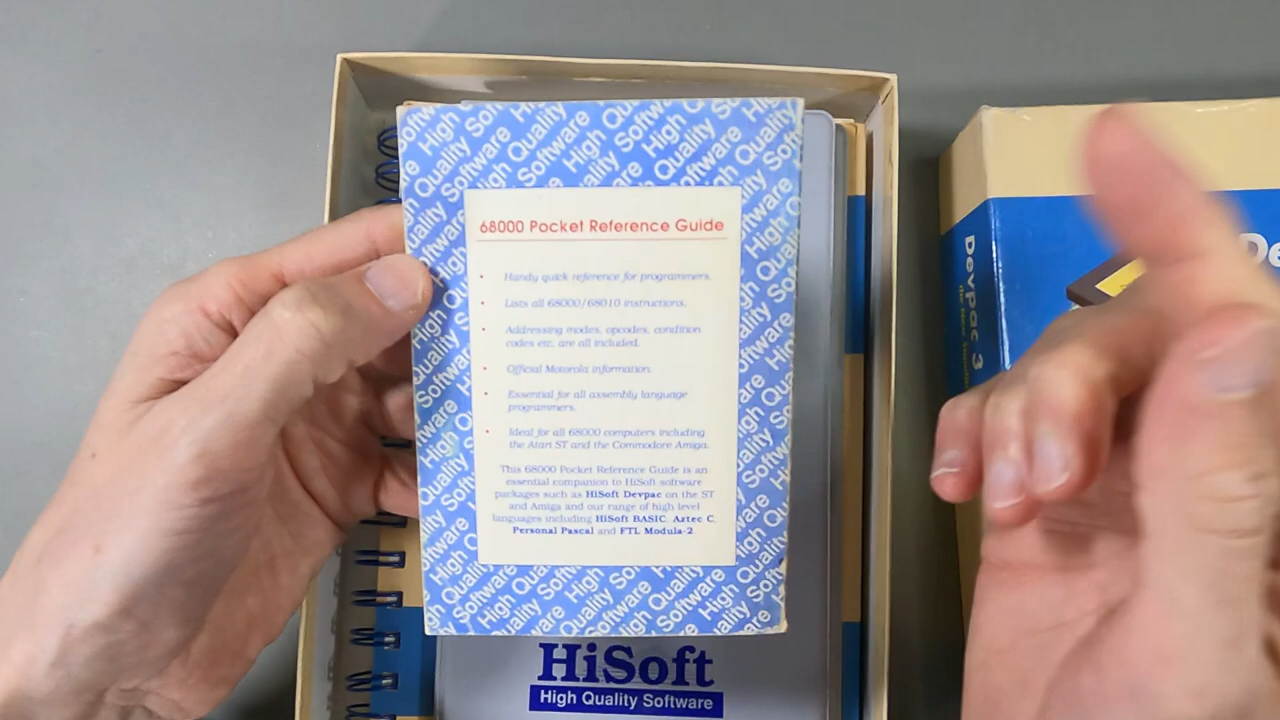 68000 Pocket Reference Guide
• Handy quick reference for programmers.
• Lists all 68000/68010 instructions.
• Addressing modes, opcodes, condition
codes etc. are all included.
• Official Motorola information.
• Essential for all assembly language
programmers.
• Ideal for all 68000 computers including
the Atari ST and the Commodore Amiga.
This 68000 Pocket Reference Guide is an
essential companion to HiSoft software
packages such as HiSoft Devpac on the ST
and Amiga and our range of high level
languages including HiSoft BASIC, Aztec C,
Personal Pascal and FTL Modula-2.
High Quality Software
HiSoft
High Quality Software
Devpac 3
De